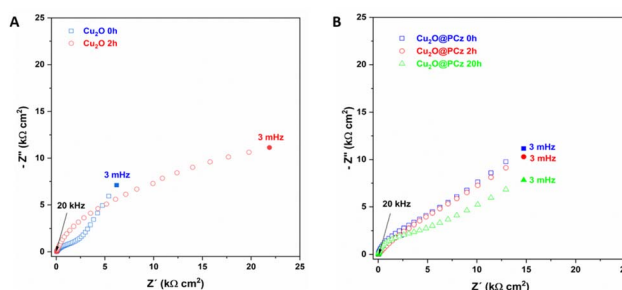 A
Cu₂O 0h
Cu₂O 2h
3 mHz
3 mHz
20 kHz
- Z'' (kΩ cm²)
25
20
15
10
5
0
0 5 10 15 20 25
Z´ (kΩ cm²)
B
Cu₂O@PCz 0h
Cu₂O@PCz 2h
Cu₂O@PCz 20h
3 mHz
3 mHz
3 mHz
20 kHz
- Z'' (kΩ cm²)
25
20
15
10
5
0
0 5 10 15 20 25
Z´ (kΩ cm²)